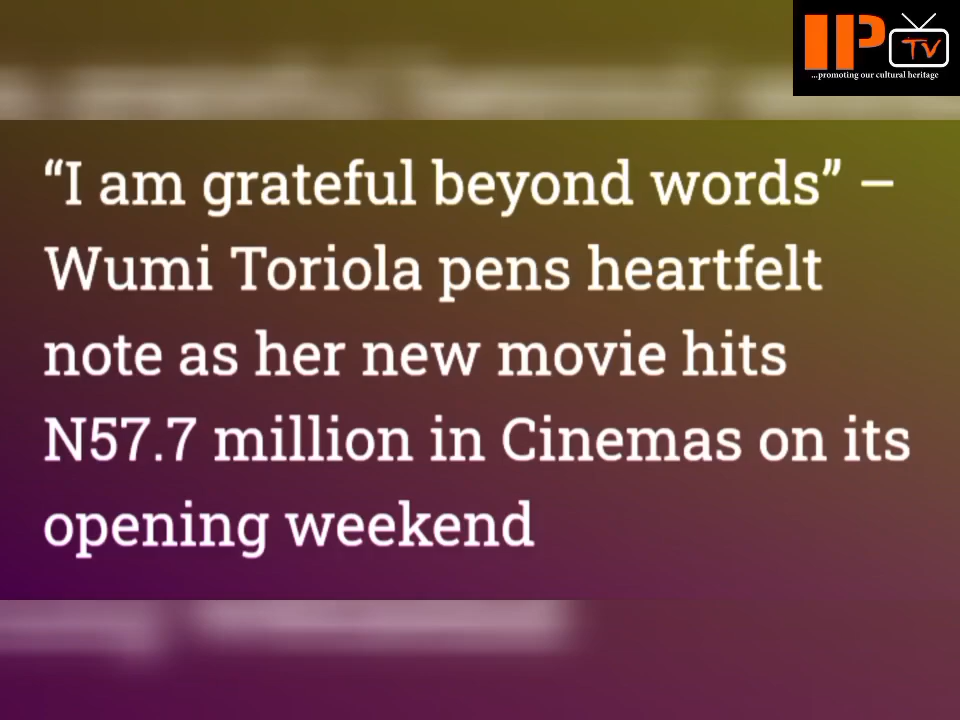 IP TV
...promoting our cultural heritage
“I am grateful beyond words” –
Wumi Toriola pens heartfelt
note as her new movie hits
N57.7 million in Cinemas on its
opening weekend